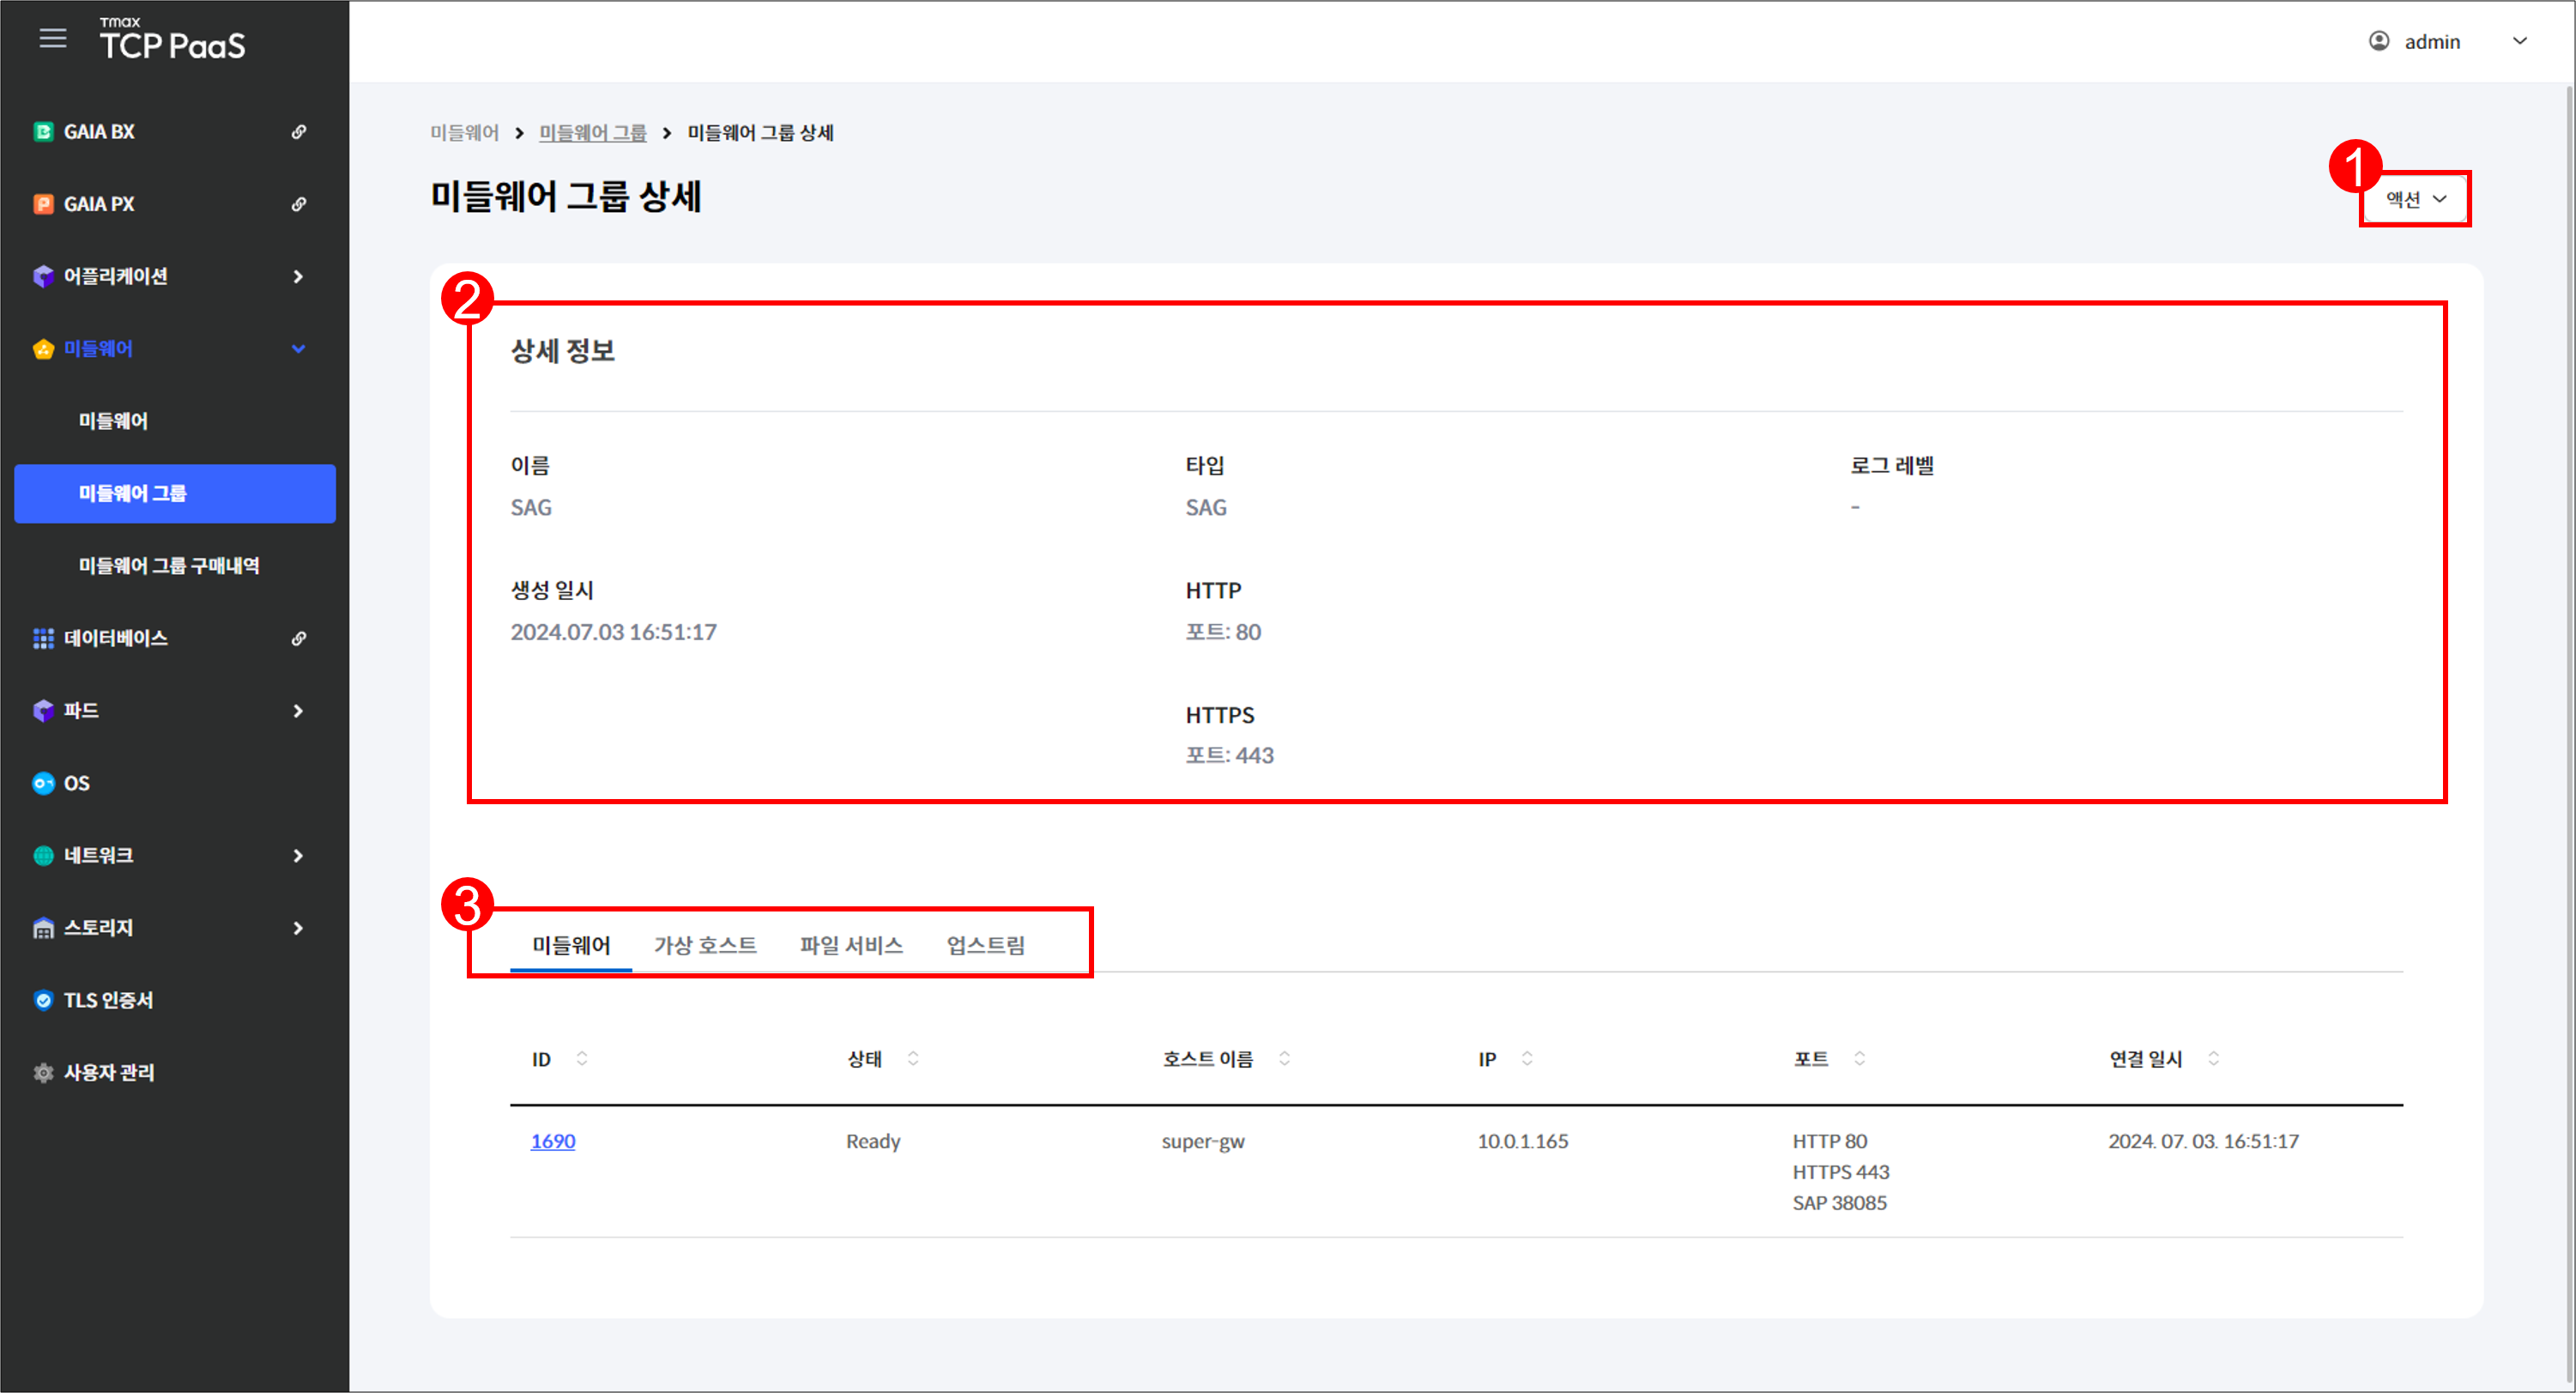 Tmax
TCP PaaS
admin
GAIA BX
GAIA PX
어플리케이션
미들웨어
미들웨어
미들웨어 그룹
미들웨어 그룹 구매내역
데이터베이스
파드
OS
네트워크
스토리지
TLS 인증서
사용자 관리
미들웨어 > 미들웨어 그룹 > 미들웨어 그룹 상세
미들웨어 그룹 상세
1
액션
2
상세 정보
이름
SAG
타입
SAG
로그 레벨
-
생성 일시
2024.07.03 16:51:17
HTTP
포트: 80
HTTPS
포트: 443
3
미들웨어 가상 호스트 파일 서비스 업스트림
ID 상태 호스트 이름 IP 포트 연결 일시
1690 Ready super-gw 10.0.1.165 HTTP 80 2024. 07. 03. 16:51:17
HTTPS 443
SAP 38085